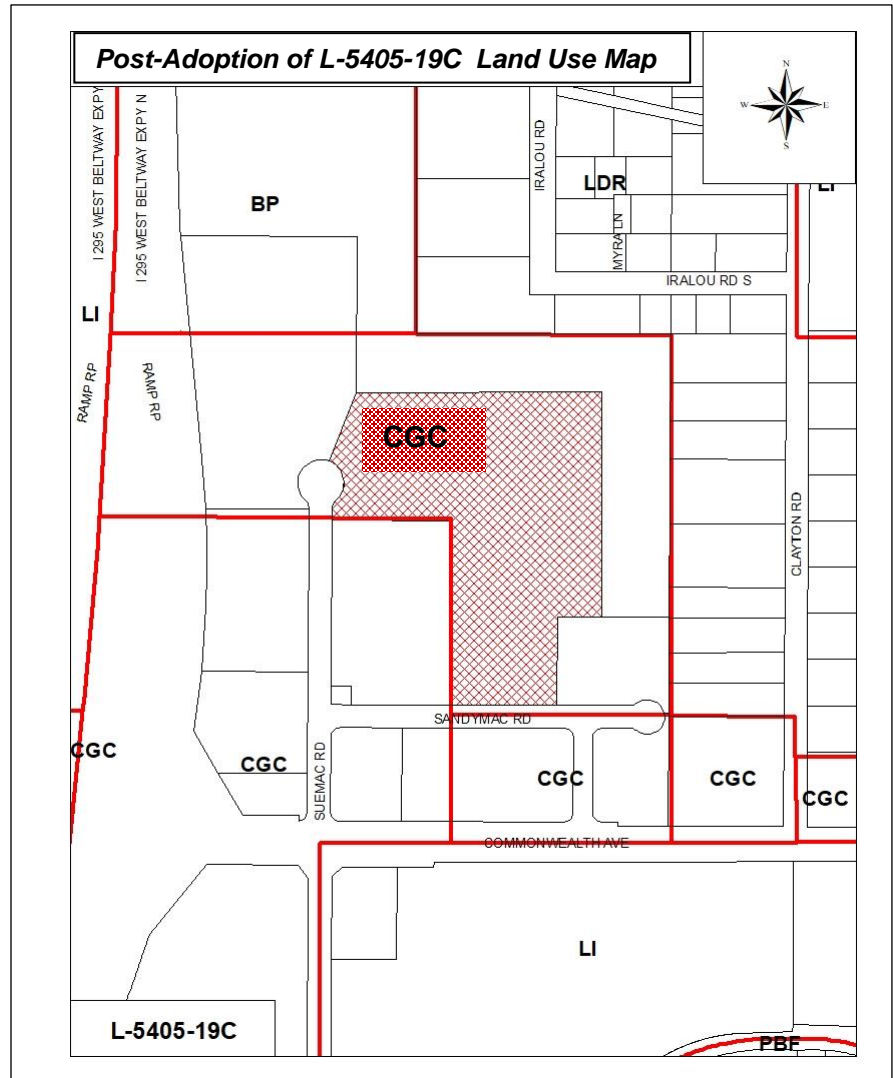 Post-Adoption of L-5405-19C Land Use Map
N
W
E
S
I 295 WEST BELTWAY EXPY
I 295 WEST BELTWAY EXPY N
IRALOU RD
LDR
LI
BP
MYRA LN
IRALOU RD S
LI
RAMP RP
RAMP RP
CGC
CLAYTON RD
SANDYMAC RD
CGC
CGC
SUEMAC RD
CGC
CGC
CGC
COMMONWEALTH AVE
LI
L-5405-19C
PBF